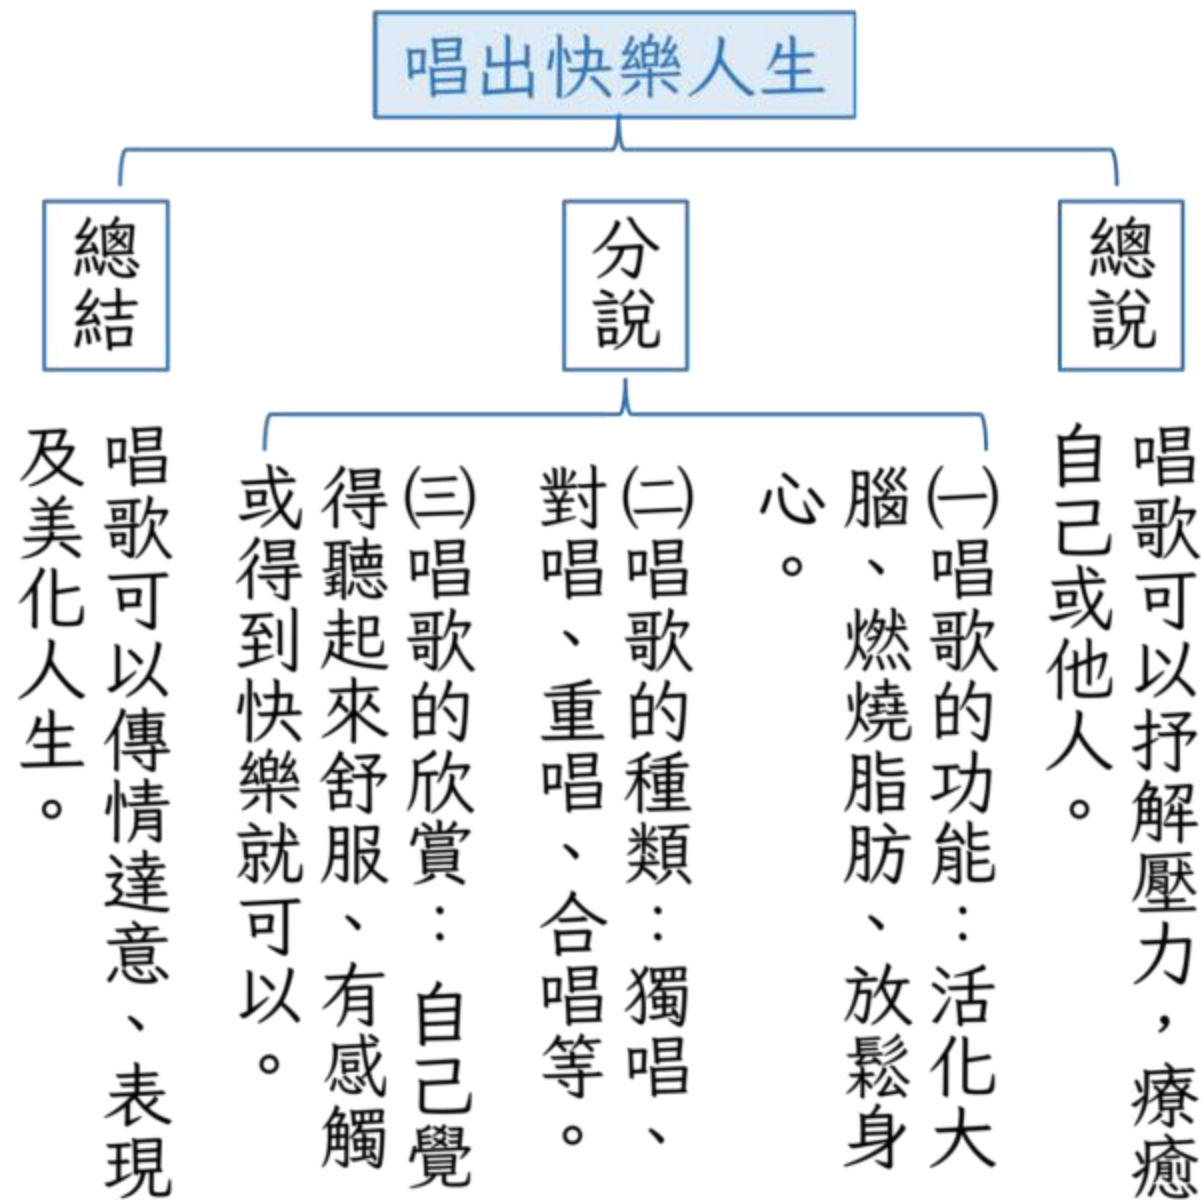 唱出快樂人生
總說
唱歌可以抒解壓力，療癒
自己或他人。
分說
㈠唱歌的功能：活化大
腦、燃燒脂肪、放鬆身
心。
㈡唱歌的種類：獨唱、
對唱、重唱、合唱等。
㈢唱歌的欣賞：自己覺
得聽起來舒服、有感觸
或得到快樂就可以。
總結
唱歌可以傳情達意、表現
及美化人生。